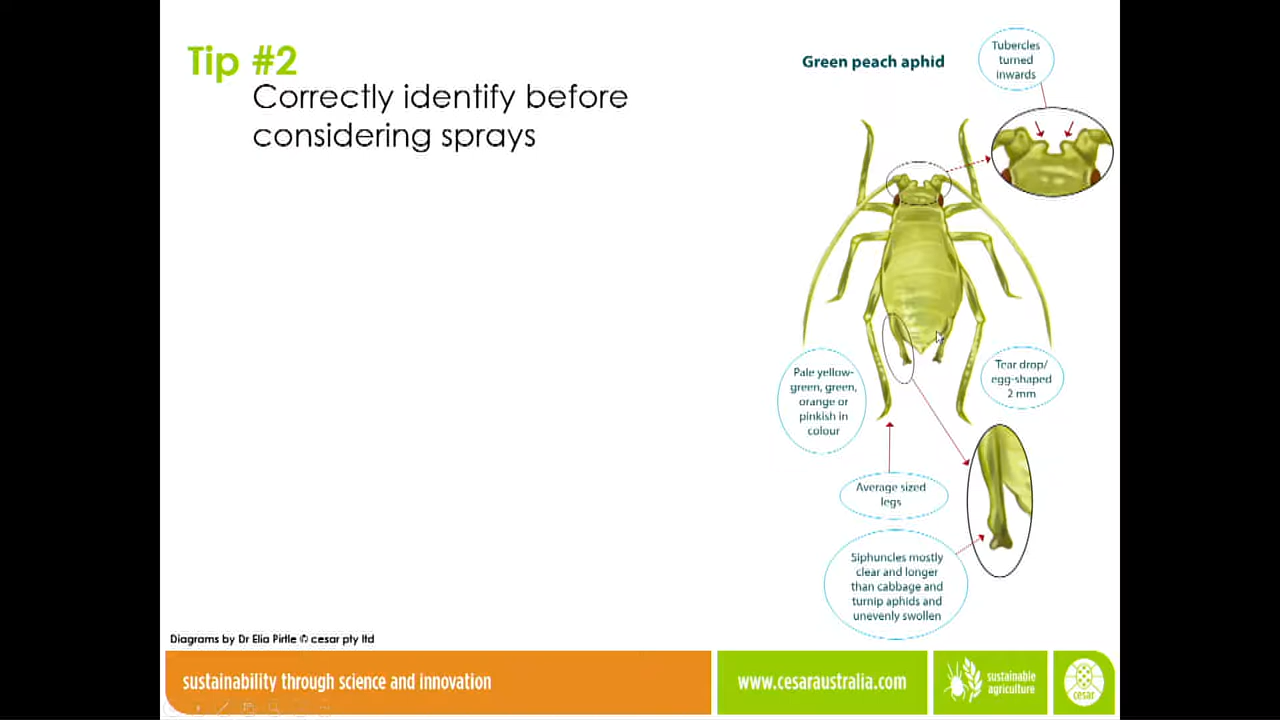 Tip #2
Correctly identify before
considering sprays
Green peach aphid
Tubercles
turned
inwards
Pale yellow-
green, green,
orange or
pinkish in
colour
Tear drop/
egg-shaped
2 mm
Average sized
legs
Siphuncles mostly
clear and longer
than cabbage and
turnip aphids and
unevenly swollen
Diagrams by Dr Elia Pirtle © cesar pty ltd
sustainability through science and innovation
www.cesaraustralia.com
sustainable
agriculture
cesar